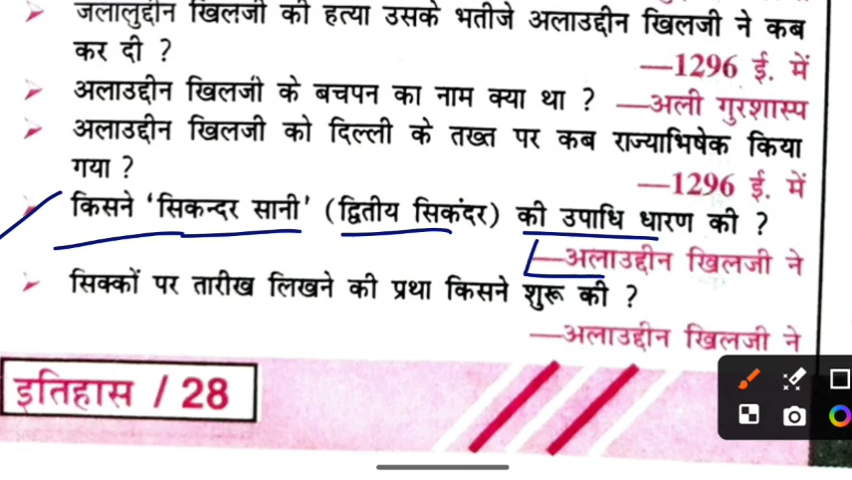 जलालुद्दीन खिलजी की हत्या उसके भतीजे अलाउद्दीन खिलजी ने कब
कर दी ?
—1296 ई. में
अलाउद्दीन खिलजी के बचपन का नाम क्या था ? —अली गुरशास्प
अलाउद्दीन खिलजी को दिल्ली के तख्त पर कब राज्याभिषेक किया
गया ?
—1296 ई. में
किसने 'सिकन्दर सानी' (द्वितीय सिकंदर) की उपाधि धारण की ?
—अलाउद्दीन खिलजी ने
सिक्कों पर तारीख लिखने की प्रथा किसने शुरू की ?
—अलाउद्दीन खिलजी ने
इतिहास / 28